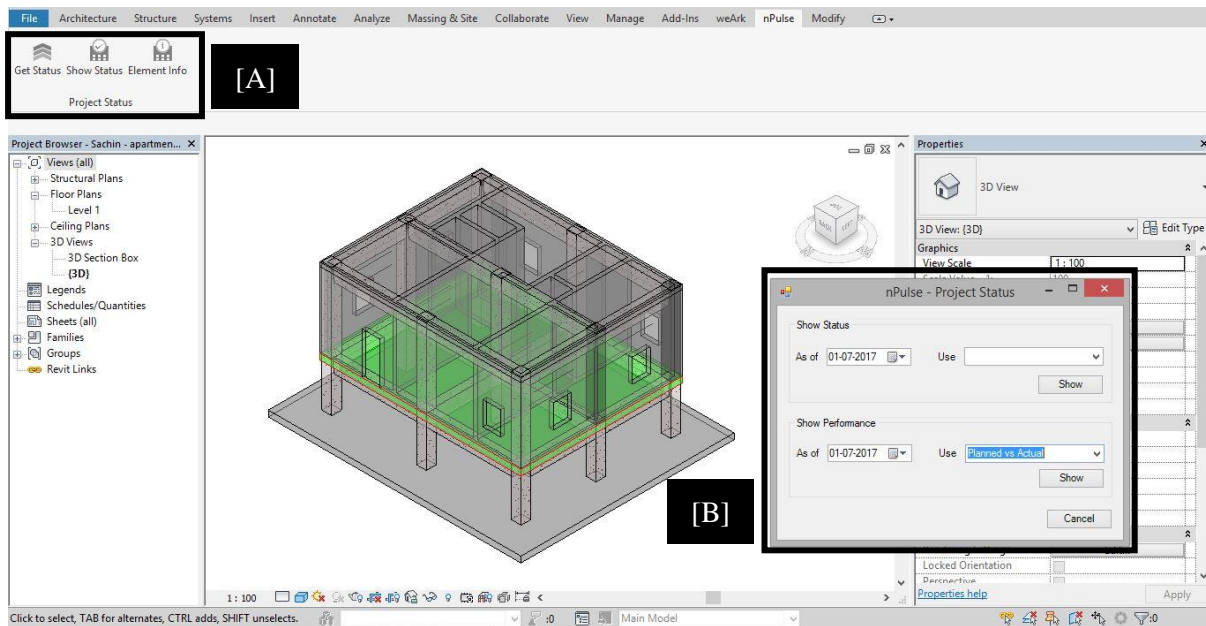 File Architecture Structure Systems Insert Annotate Analyze Massing & Site Collaborate View Manage Add-Ins weArk nPulse Modify
Get Status Show Status Element Info
Project Status
[A]
Project Browser - Sachin - apartmen... X
Views (all)
Structural Plans
Floor Plans
Level 1
Ceiling Plans
3D Views
3D Section Box
{3D}
Legends
Schedules/Quantities
Sheets (all)
Families
Groups
Revit Links
Properties
3D View
3D View: {3D}
Edit Type
Graphics
View Scale 1 : 100
nPulse - Project Status
Show Status
As of 01-07-2017 Use
Show
Show Performance
As of 01-07-2017 Use Planned vs Actual
Show
Cancel
[B]
Locked Orientation
Perspective
Properties help Apply
1 : 100
Click to select, TAB for alternates, CTRL adds, SHIFT unselects. :0 Main Model :0